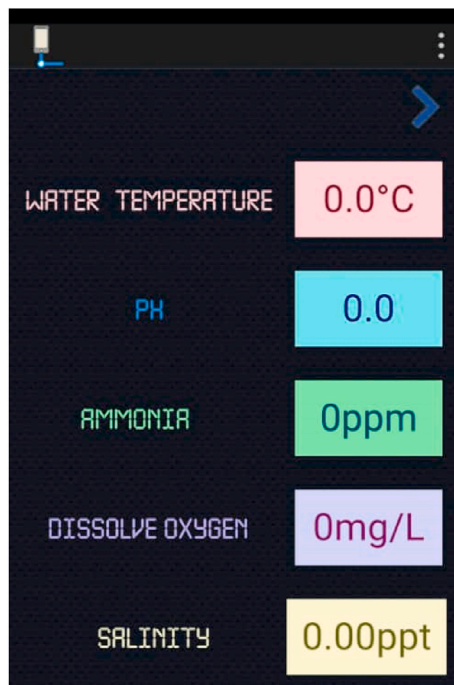 WATER TEMPERATURE 0.0°C
PH 0.0
AMMONIA 0ppm
DISSOLVE OXYGEN 0mg/L
SALINITY 0.00ppt